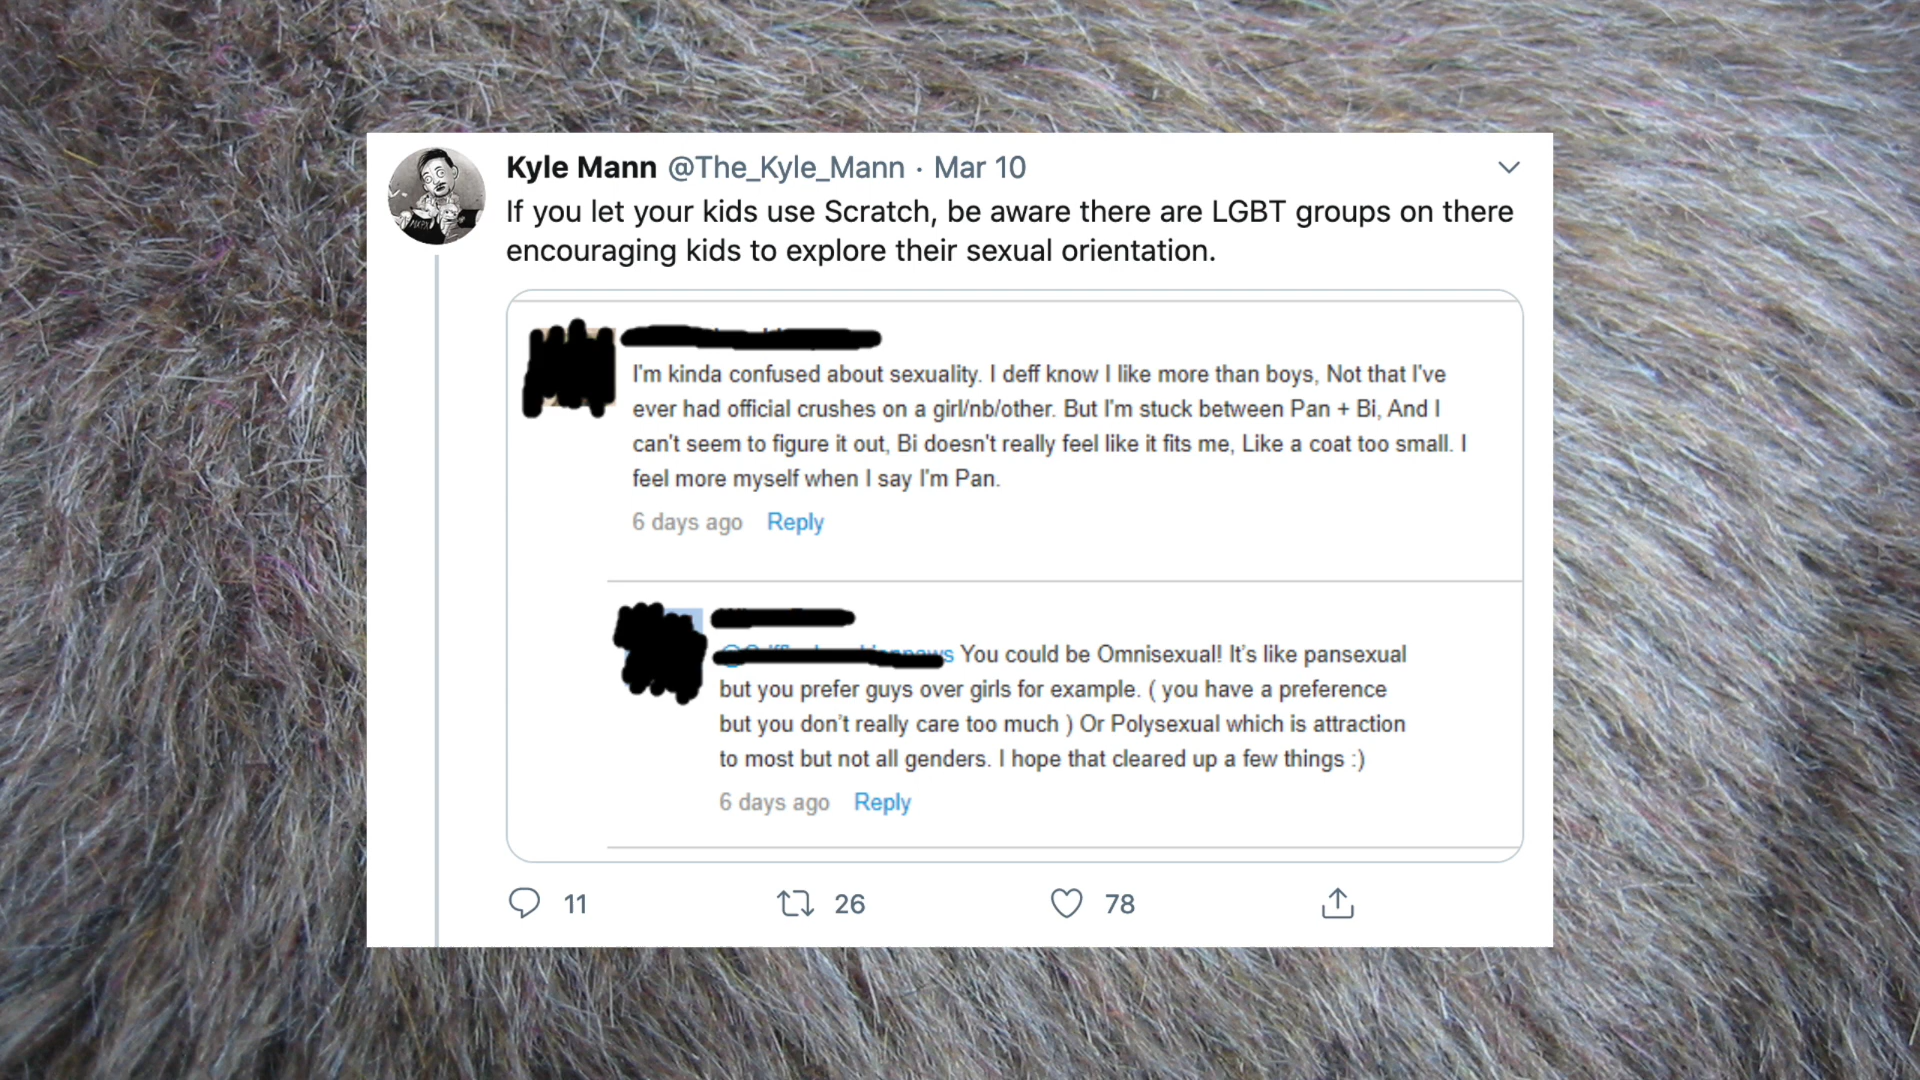 Kyle Mann @The_Kyle_Mann · Mar 10
If you let your kids use Scratch, be aware there are LGBT groups on there
encouraging kids to explore their sexual orientation.
I'm kinda confused about sexuality. I deff know I like more than boys, Not that I've
ever had official crushes on a girl/nb/other. But I'm stuck between Pan + Bi, And I
can't seem to figure it out, Bi doesn't really feel like it fits me, Like a coat too small. I
feel more myself when I say I'm Pan.
6 days ago Reply
You could be Omnisexual! It's like pansexual
but you prefer guys over girls for example. ( you have a preference
but you don't really care too much ) Or Polysexual which is attraction
to most but not all genders. I hope that cleared up a few things :)
6 days ago Reply
11 26 78